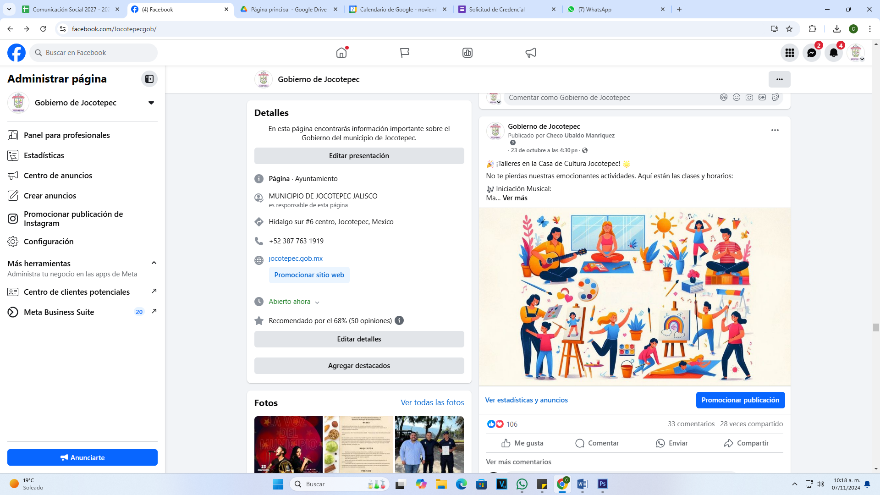 Comunicación Social 2027 - 202
(4) Facebook
Página principal - Google Drive
Calendario de Google - noviem
Solicitud de Credencial
(7) WhatsApp
facebook.com/Jocotepecgob/
Buscar en Facebook
2
4
Administrar página
Gobierno de Jocotepec
Panel para profesionales
Estadísticas
Centro de anuncios
Crear anuncios
Promocionar publicación de
Instagram
Configuración
Más herramientas
Administra tu negocio en las apps de Meta
Centro de clientes potenciales
Meta Business Suite 20
Anunciarte
Gobierno de Jocotepec
Detalles
En esta página encontrarás información importante sobre el
Gobierno del municipio de Jocotepec.
Editar presentación
Página · Ayuntamiento
MUNICIPIO DE JOCOTEPEC JALISCO
es responsable de esta página
Hidalgo sur #6 centro, Jocotepec, Mexico
+52 387 763 1919
jocotepec.gob.mx
Promocionar sitio web
Abierto ahora
Recomendado por el 68% (50 opiniones)
Editar detalles
Agregar destacados
Fotos
Ver todas las fotos
Comentar como Gobierno de Jocotepec
Gobierno de Jocotepec
Publicado por Checo Ubaldo Manriquez
· 23 de octubre a las 4:30 pm ·
¡Talleres en la Casa de Cultura Jocotepec!
No te pierdas nuestras emocionantes actividades. Aquí están las clases y horarios:
Iniciación Musical:
Ma... Ver más
Ver estadísticas y anuncios
Promocionar publicación
106
33 comentarios 28 veces compartido
Me gusta
Comentar
Enviar
Compartir
Ver más comentarios
19°C
Soleado
Buscar
10:18 a. m.
07/11/2024